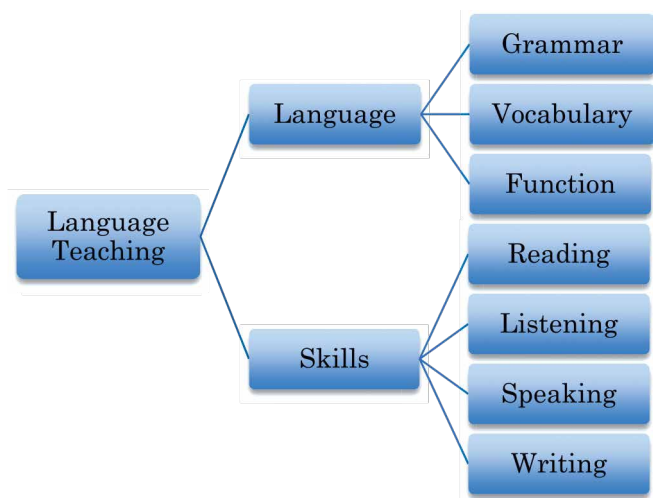 Language
Teaching
Language
Grammar
Vocabulary
Function
Skills
Reading
Listening
Speaking
Writing